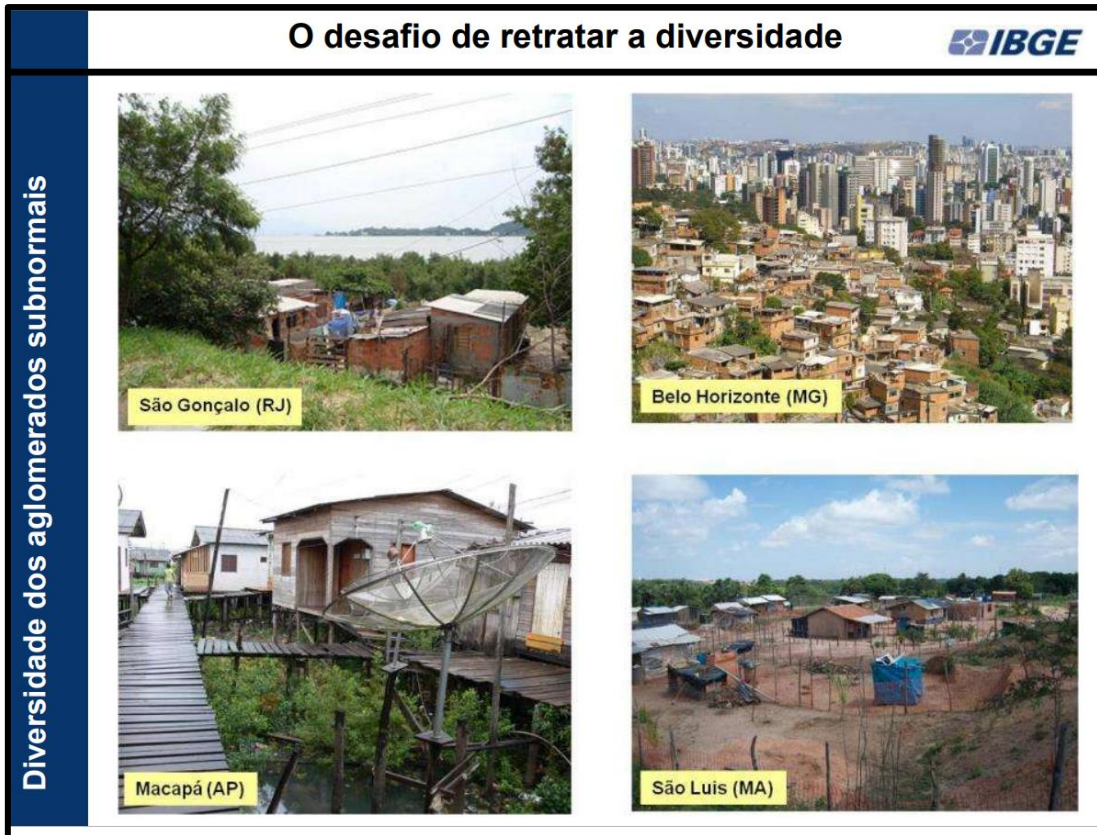 O desafio de retratar a diversidade
IBGE
Diversidade dos aglomerados subnormais
São Gonçalo (RJ)
Belo Horizonte (MG)
Macapá (AP)
São Luis (MA)